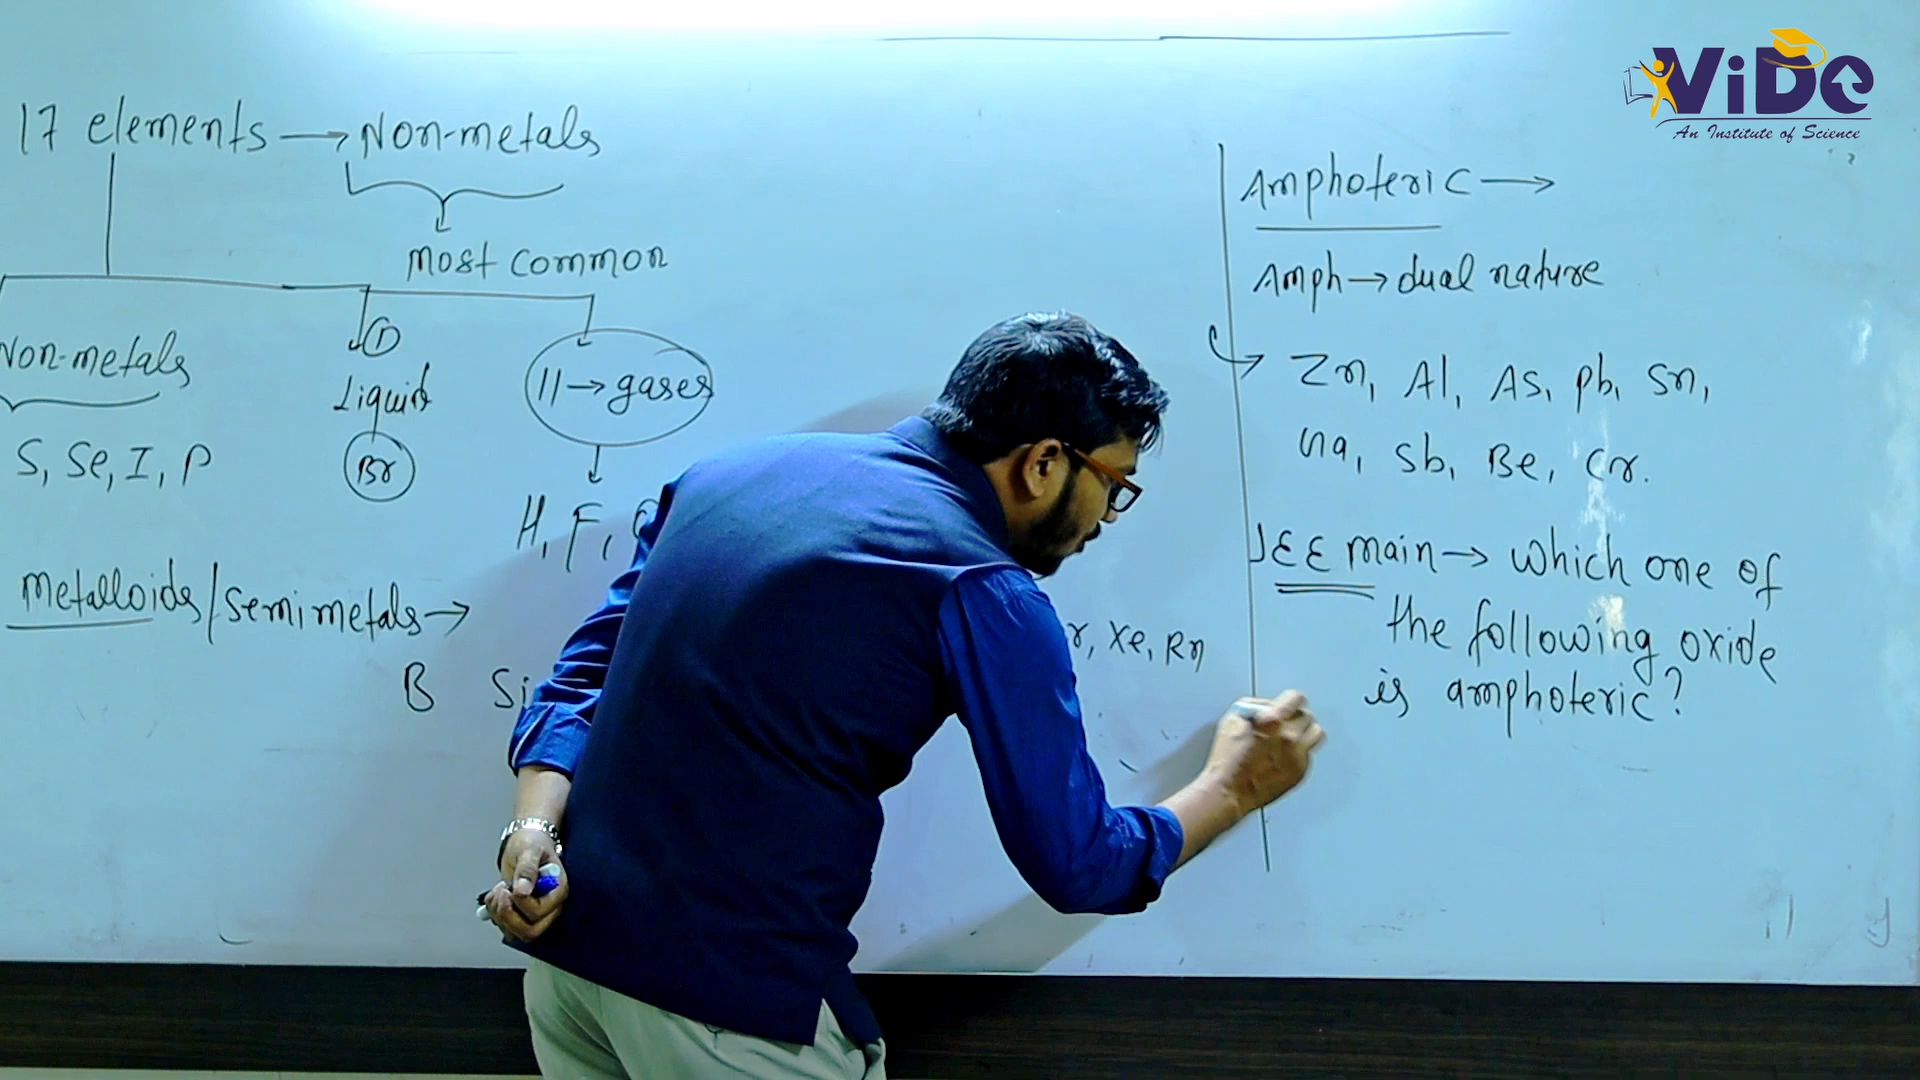 17 elements → Non-metals
most common
Non-metals
S, Se, I, P
① Liquid
Br
11 → gases
H, F,
r, Xe, Rn
Metalloids/semimetals →
B Si
Amphoteric →
Amph → dual nature
Zn, Al, As, Pb, Sn,
Ga, Sb, Be, Cr.
JEE main → which one of
the following oxide
is amphoteric?
ViDe
An Institute of Science